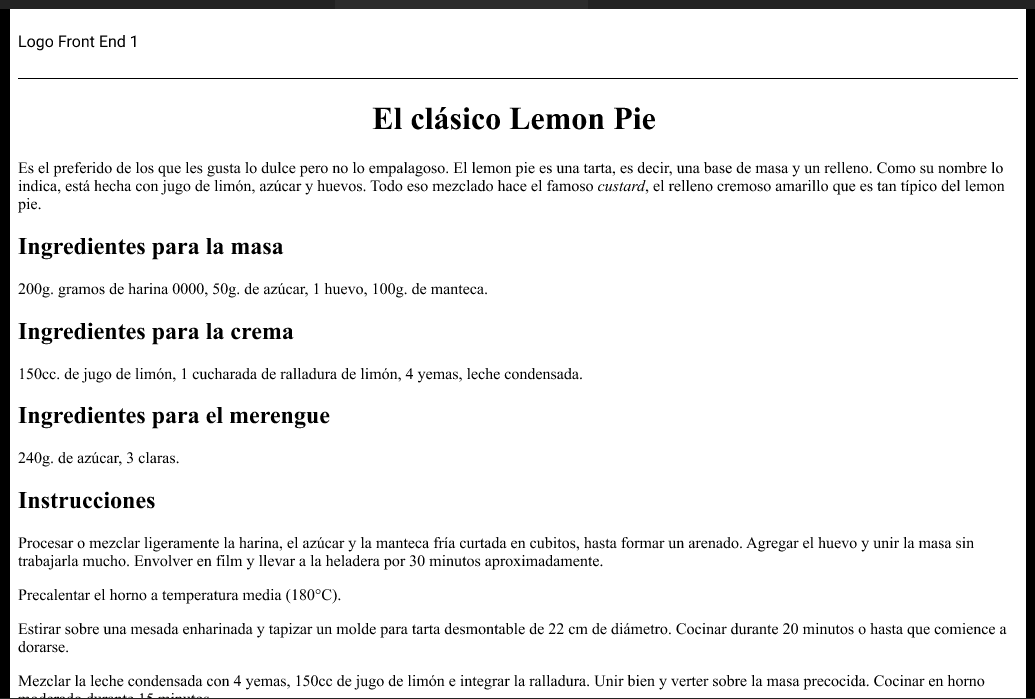 Logo Front End 1
El clásico Lemon Pie
Es el preferido de los que les gusta lo dulce pero no lo empalagoso. El lemon pie es una tarta, es decir, una base de masa y un relleno. Como su nombre lo
indica, está hecha con jugo de limón, azúcar y huevos. Todo eso mezclado hace el famoso custard, el relleno cremoso amarillo que es tan típico del lemon
pie.
Ingredientes para la masa
200g. gramos de harina 0000, 50g. de azúcar, 1 huevo, 100g. de manteca.
Ingredientes para la crema
150cc. de jugo de limón, 1 cucharada de ralladura de limón, 4 yemas, leche condensada.
Ingredientes para el merengue
240g. de azúcar, 3 claras.
Instrucciones
Procesar o mezclar ligeramente la harina, el azúcar y la manteca fría curtada en cubitos, hasta formar un arenado. Agregar el huevo y unir la masa sin
trabajarla mucho. Envolver en film y llevar a la heladera por 30 minutos aproximadamente.
Precalentar el horno a temperatura media (180°C).
Estirar sobre una mesada enharinada y tapizar un molde para tarta desmontable de 22 cm de diámetro. Cocinar durante 20 minutos o hasta que comience a
dorarse.
Mezclar la leche condensada con 4 yemas, 150cc de jugo de limón e integrar la ralladura. Unir bien y verter sobre la masa precocida. Cocinar en horno
moderado durante 15 minutos.